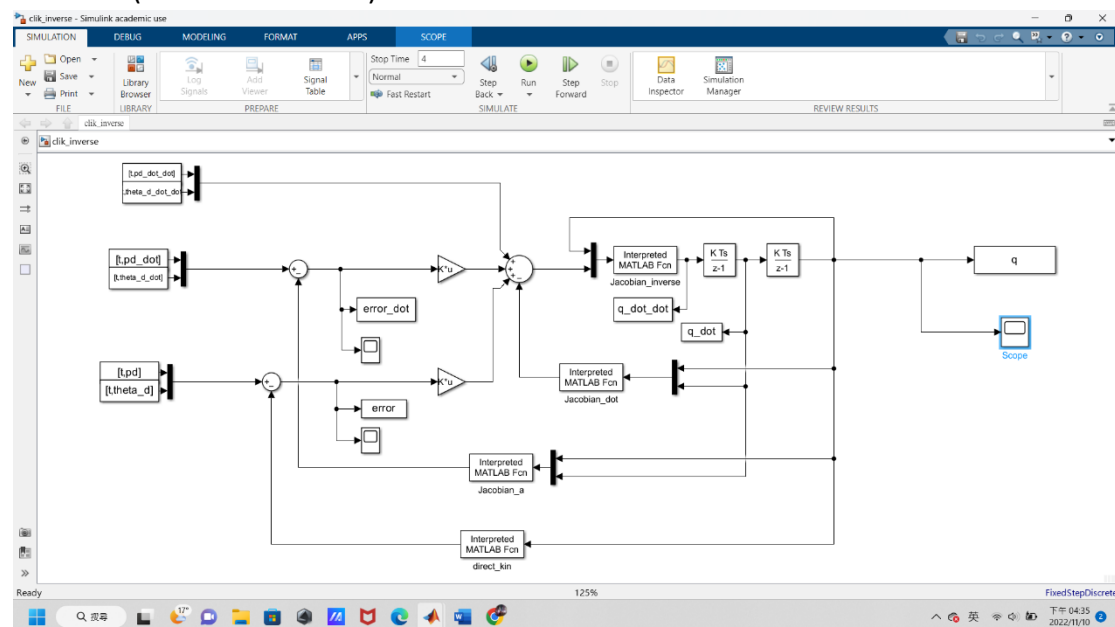 clik_inverse - Simulink academic use
SIMULATION DEBUG MODELING FORMAT APPS SCOPE
New
Open
Save
Print
FILE
Library Browser
LIBRARY
Log Signals
Add Viewer
Signal Table
PREPARE
Stop Time 4
Normal
Fast Restart
Step Back
Run
Step Forward
Stop
SIMULATE
Data Inspector
Simulation Manager
REVIEW RESULTS
clik_inverse
clik_inverse
[t,pd_dot_dot]
,theta_d_dot_do
[t,pd_dot]
[t,theta_d_dot]
K*u
error_dot
[t,pd]
[t,theta_d]
K*u
error
Interpreted
MATLAB Fcn
Jacobian_inverse
K Ts
z-1
K Ts
z-1
q_dot_dot
q_dot
q
Scope
Interpreted
MATLAB Fcn
Jacobian_dot
Interpreted
MATLAB Fcn
Jacobian_a
Interpreted
MATLAB Fcn
direct_kin
Ready 125% FixedStepDiscrete
搜尋
17°
英
下午 04:35
2022/11/10
2